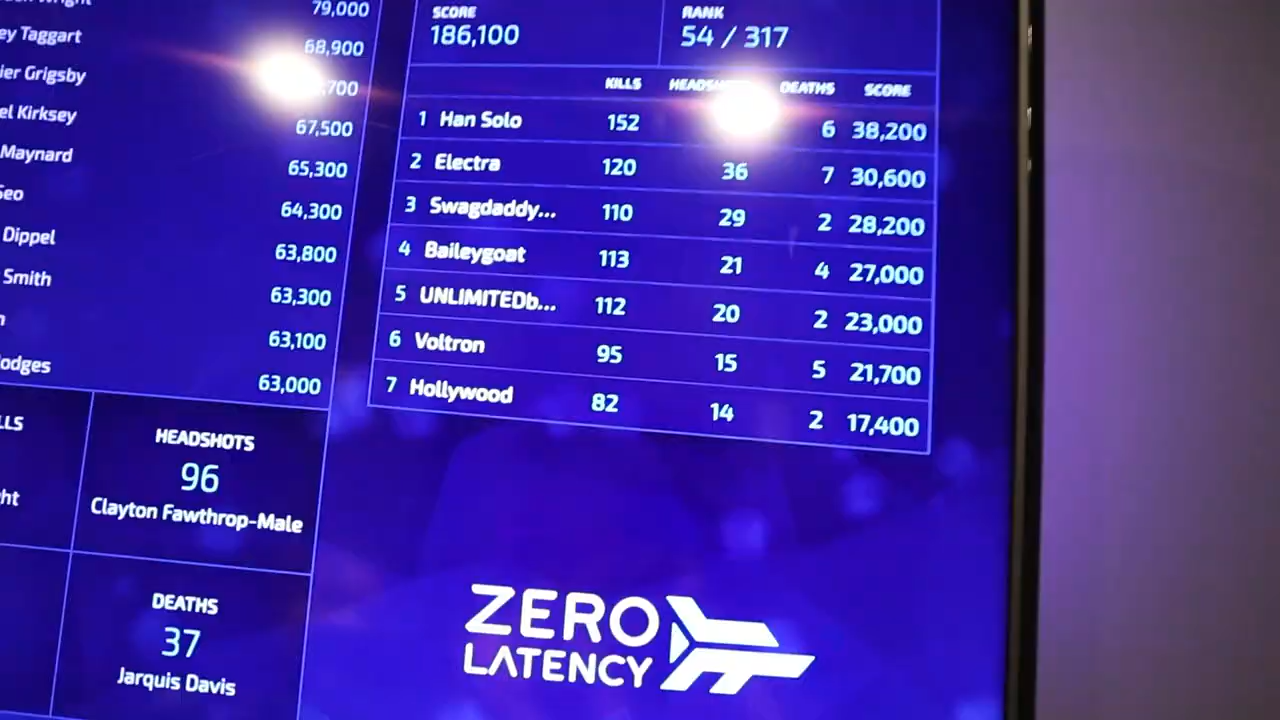 79,000
Taggart 68,900
Grigsby
Kirksey 67,500
Maynard 65,300
Seo 64,300
Dippel 63,800
Smith 63,300
63,100
63,000
HEADSHOTS
96
Clayton Fawthrop-Male
DEATHS
37
Jarquis Davis
SCORE RANK
186,100 54 / 317
KILLS DEATHS SCORE
1 Han Solo 152 6 38,200
2 Electra 120 36 7 30,600
3 Swagdaddy... 110 29 2 28,200
4 Baileygoat 113 21 4 27,000
5 UNLIMITEDb... 112 20 2 23,000
6 Voltron 95 15 5 21,700
7 Hollywood 82 14 2 17,400
ZERO
LATENCY